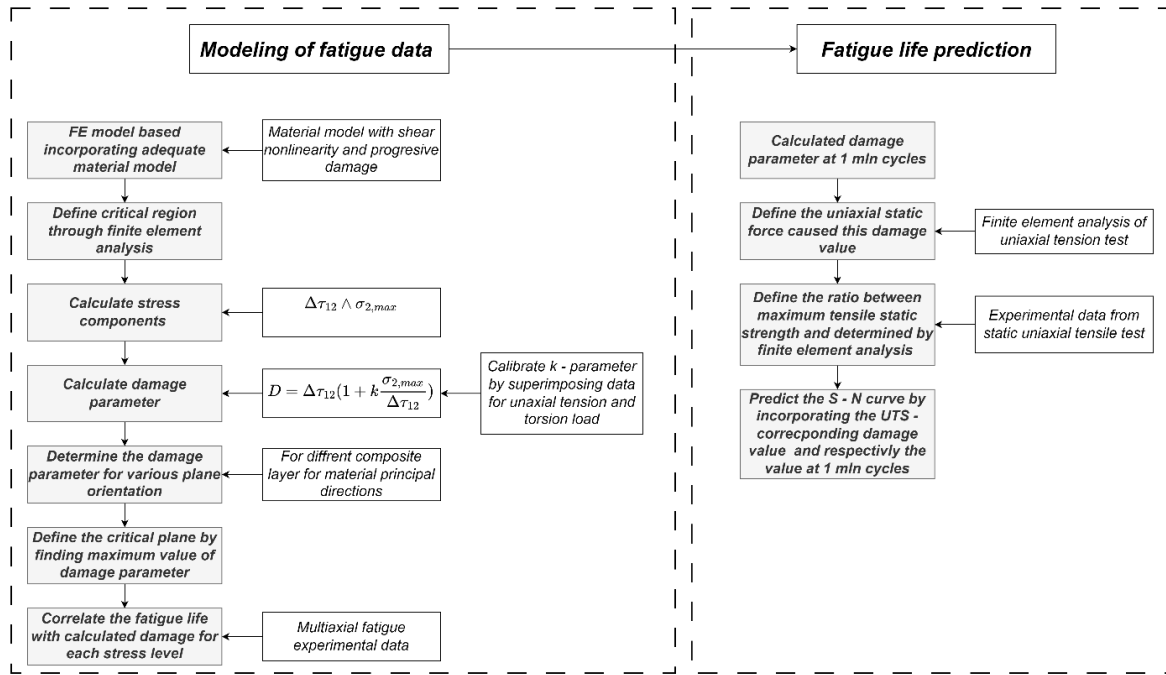 Modeling of fatigue data
Fatigue life prediction
FE model based
incorporating adequate
material model
Material model with shear
nonlinearity and progresive
damage
Define critical region
through finite element
analysis
Calculate stress
components
Δτ₁₂ ∧ σ₂,max
Calculate damage
parameter
D = Δτ₁₂(1 + k σ₂,max/Δτ₁₂)
Calibrate k - parameter
by superimposing data
for unaxial tension and
torsion load
Determine the damage
parameter for various plane
orientation
For diffrent composite
layer for material principal
directions
Define the critical plane by
finding maximum value of
damage parameter
Correlate the fatigue life
with calculated damage for
each stress level
Multiaxial fatigue
experimental data
Calculated damage
parameter at 1 mln cycles
Define the uniaxial static
force caused this damage
value
Finite element analysis of
uniaxial tension test
Define the ratio between
maximum tensile static
strength and determined by
finite element analysis
Experimental data from
static uniaxial tensile test
Predict the S - N curve by
incorporating the UTS -
correcponding damage
value and respectivly the
value at 1 mln cycles